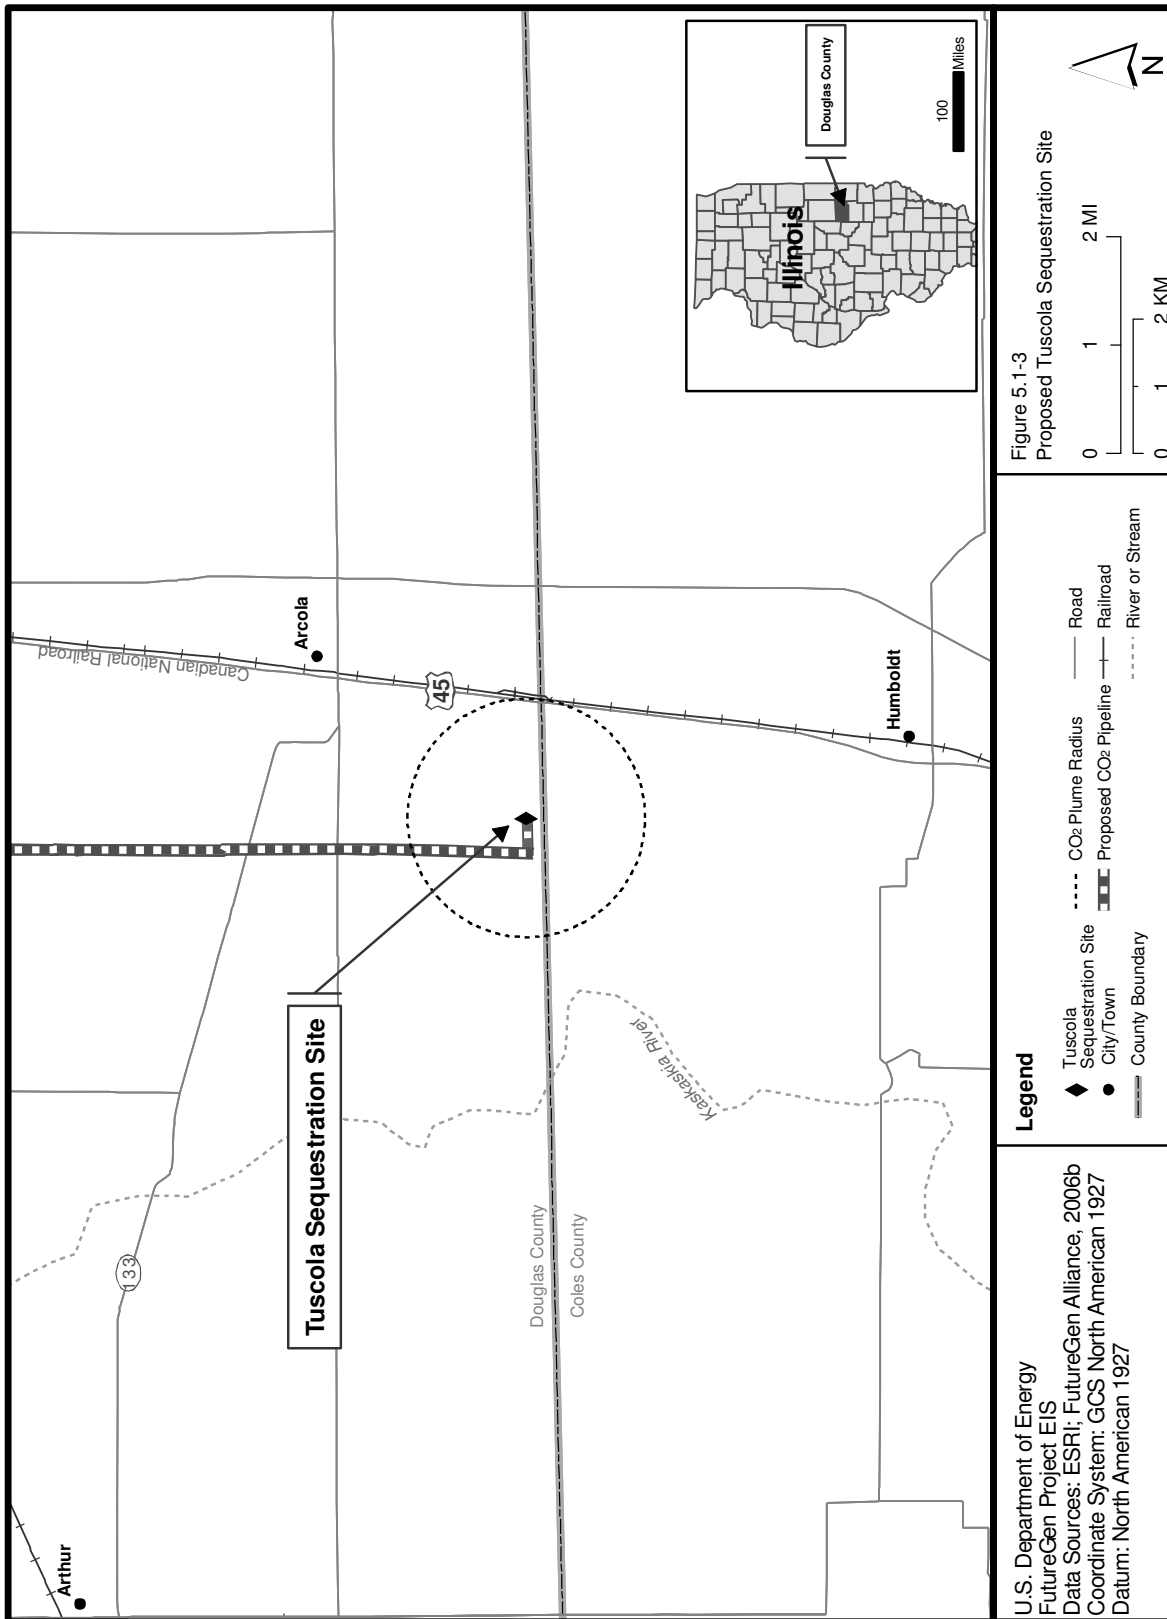 Arthur
133
Canadian National Railroad
Arcola
45
Tuscola Sequestration Site
Douglas County
Coles County
Kaskaskia River
Humboldt
Illinois
Douglas County
100
Miles
U.S. Department of Energy
FutureGen Project EIS
Data Sources: ESRI; FutureGen Alliance, 2006b
Coordinate System: GCS North American 1927
Datum: North American 1927
Legend
Tuscola
Sequestration Site
City/Town
County Boundary
CO2 Plume Radius
Proposed CO2 Pipeline
Road
Railroad
River or Stream
Figure 5.1-3
Proposed Tuscola Sequestration Site
0 1 2 MI
0 1 2 KM
N